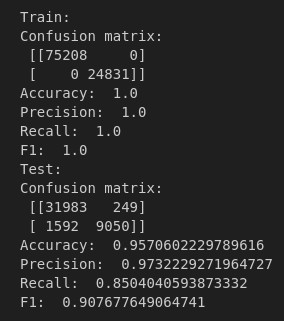 Train:
Confusion matrix:
[[75208     0]
[    0 24831]]
Accuracy:  1.0
Precision:  1.0
Recall:  1.0
F1:  1.0
Test:
Confusion matrix:
[[31983   249]
[ 1592  9050]]
Accuracy:  0.9570602229789616
Precision:  0.9732229271964727
Recall:  0.8504040593873332
F1:  0.907677649064741